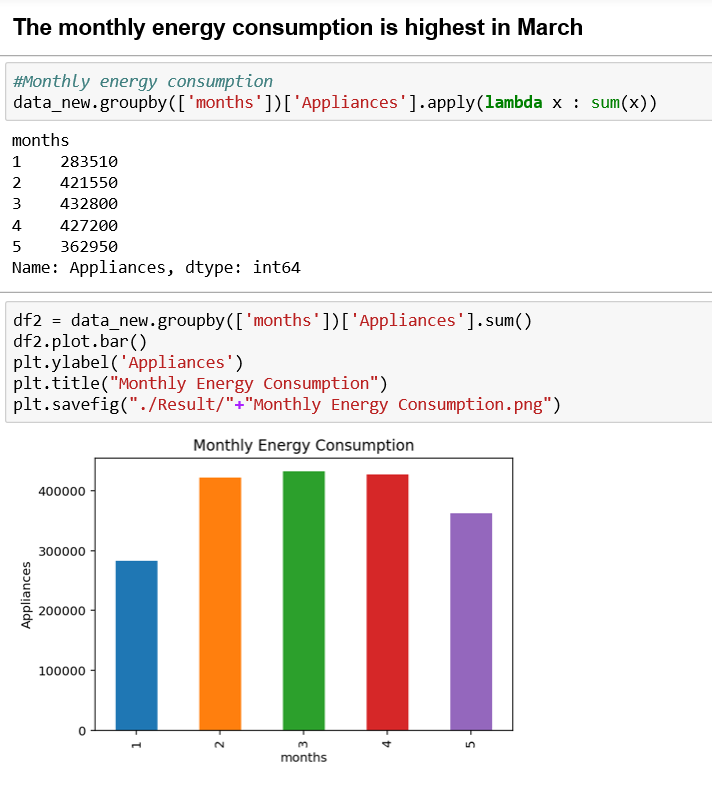 The monthly energy consumption is highest in March
#Monthly energy consumption
data_new.groupby(['months'])['Appliances'].apply(lambda x : sum(x))
months
1    283510
2    421550
3    432800
4    427200
5    362950
Name: Appliances, dtype: int64
df2 = data_new.groupby(['months'])['Appliances'].sum()
df2.plot.bar()
plt.ylabel('Appliances')
plt.title("Monthly Energy Consumption")
plt.savefig("./Result/"+"Monthly Energy Consumption.png")
Monthly Energy Consumption
400000
300000
200000
100000
0
Appliances
1 2 3 4 5
months